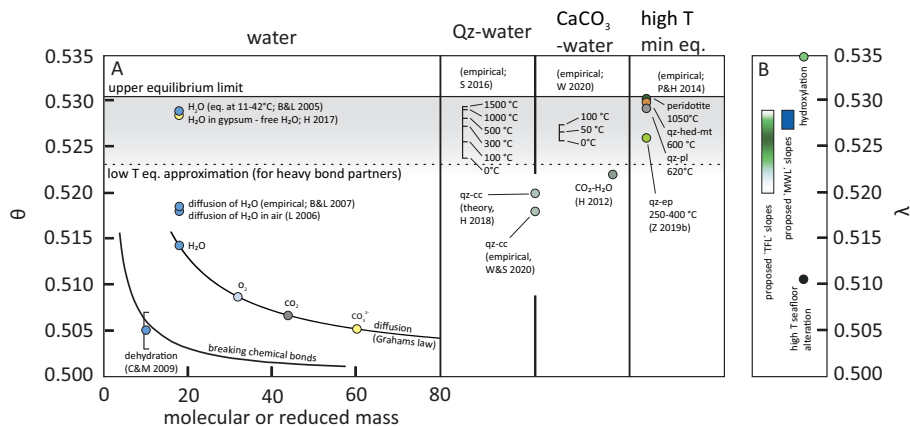 water
Qz-water
CaCO₃
-water
high T
min eq.
A
upper equilibrium limit
(empirical;
S 2016)
(empirical;
W 2020)
(empirical;
P&H 2014)
H₂O (eq. at 11-42°C; B&L 2005)
H₂O in gypsum - free H₂O; H 2017)
1500 °C
1000 °C
500 °C
300 °C
100 °C
0°C
100 °C
50 °C
0°C
peridotite
1050°C
qz-hed-mt
600 °C
qz-pl
620°C
low T eq. approximation (for heavy bond partners)
diffusion of H₂O (empirical; B&L 2007)
diffusion of H₂O in air (L 2006)
H₂O
O₂
CO₂
CO₃²⁻
diffusion
(Grahams law)
breaking chemical bonds
dehydration
(C&M 2009)
qz-cc
(theory,
H 2018)
qz-cc
(empirical,
W&S 2020)
CO₂-H₂O
(H 2012)
qz-ep
250-400 °C
(Z 2019b)
θ
0.535
0.530
0.525
0.520
0.515
0.510
0.505
0.500
0
20
40
60
80
molecular or reduced mass
B
proposed 'TFL' slopes
proposed 'MWL' slopes
hydroxylation
high T seafloor
alteration
0.535
0.530
0.525
0.520
0.515
0.510
0.505
0.500
λ